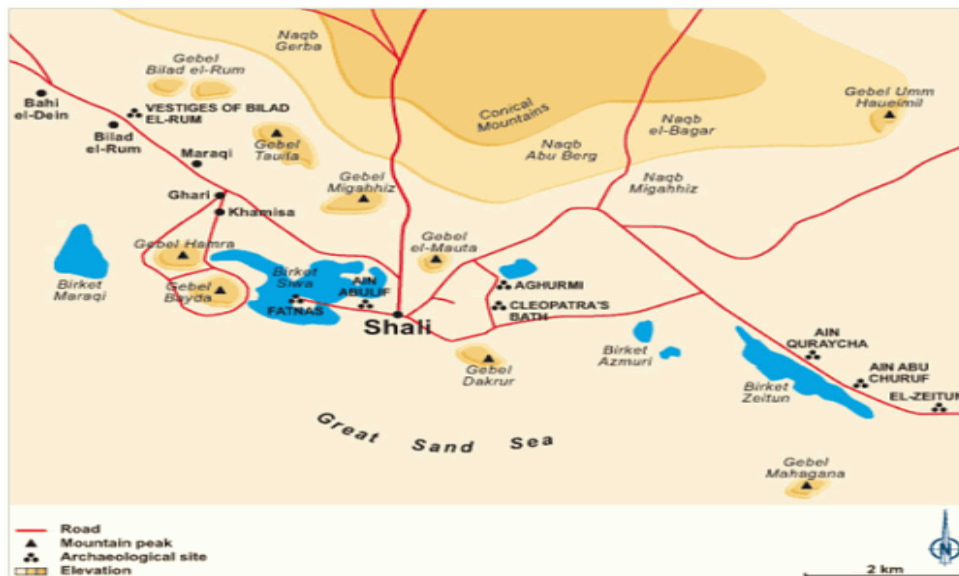 Naqb
Gerba
Gebel
Bilad el-Rum
Bahi
el-Dein
VESTIGES OF BILAD
EL-RUM
Bilad
el-Rum
Gebel
Tauila
Conical
Mountains
Gebel Umm
Haueimil
Naqb
el-Bagar
Naqb
Abu Berg
Maraqi
Gebel
Migahhiz
Naqb
Migahhiz
Ghari
Khamisa
Gebel Hamra
Gebel
el-Mauta
Birket
Maraqi
Gebel
Bayda
Birket
Siwa
FATNAS
AIN
ABULIF
AGHURMI
CLEOPATRA'S
BATH
Shali
Gebel
Dakrur
Birket
Azmuri
AIN
QURAYCHA
Birket
Zeitun
AIN ABU
CHURUF
EL-ZEITUN
Great Sand Sea
Gebel
Mahagana
Road
Mountain peak
Archaeological site
Elevation
N
2 km